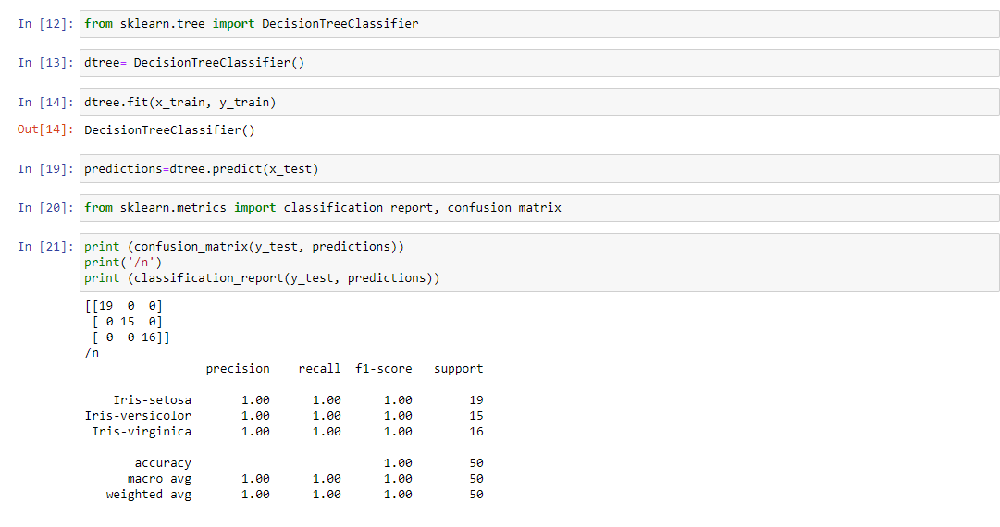 In [12]: from sklearn.tree import DecisionTreeClassifier
In [13]: dtree= DecisionTreeClassifier()
In [14]: dtree.fit(x_train, y_train)
Out[14]: DecisionTreeClassifier()
In [19]: predictions=dtree.predict(x_test)
In [20]: from sklearn.metrics import classification_report, confusion_matrix
In [21]: print (confusion_matrix(y_test, predictions))
print('/n')
print (classification_report(y_test, predictions))
[[19  0  0]
 [ 0 15  0]
 [ 0  0 16]]
/n
                 precision    recall  f1-score   support

    Iris-setosa       1.00      1.00      1.00        19
Iris-versicolor       1.00      1.00      1.00        15
 Iris-virginica       1.00      1.00      1.00        16

       accuracy                           1.00        50
      macro avg       1.00      1.00      1.00        50
   weighted avg       1.00      1.00      1.00        50